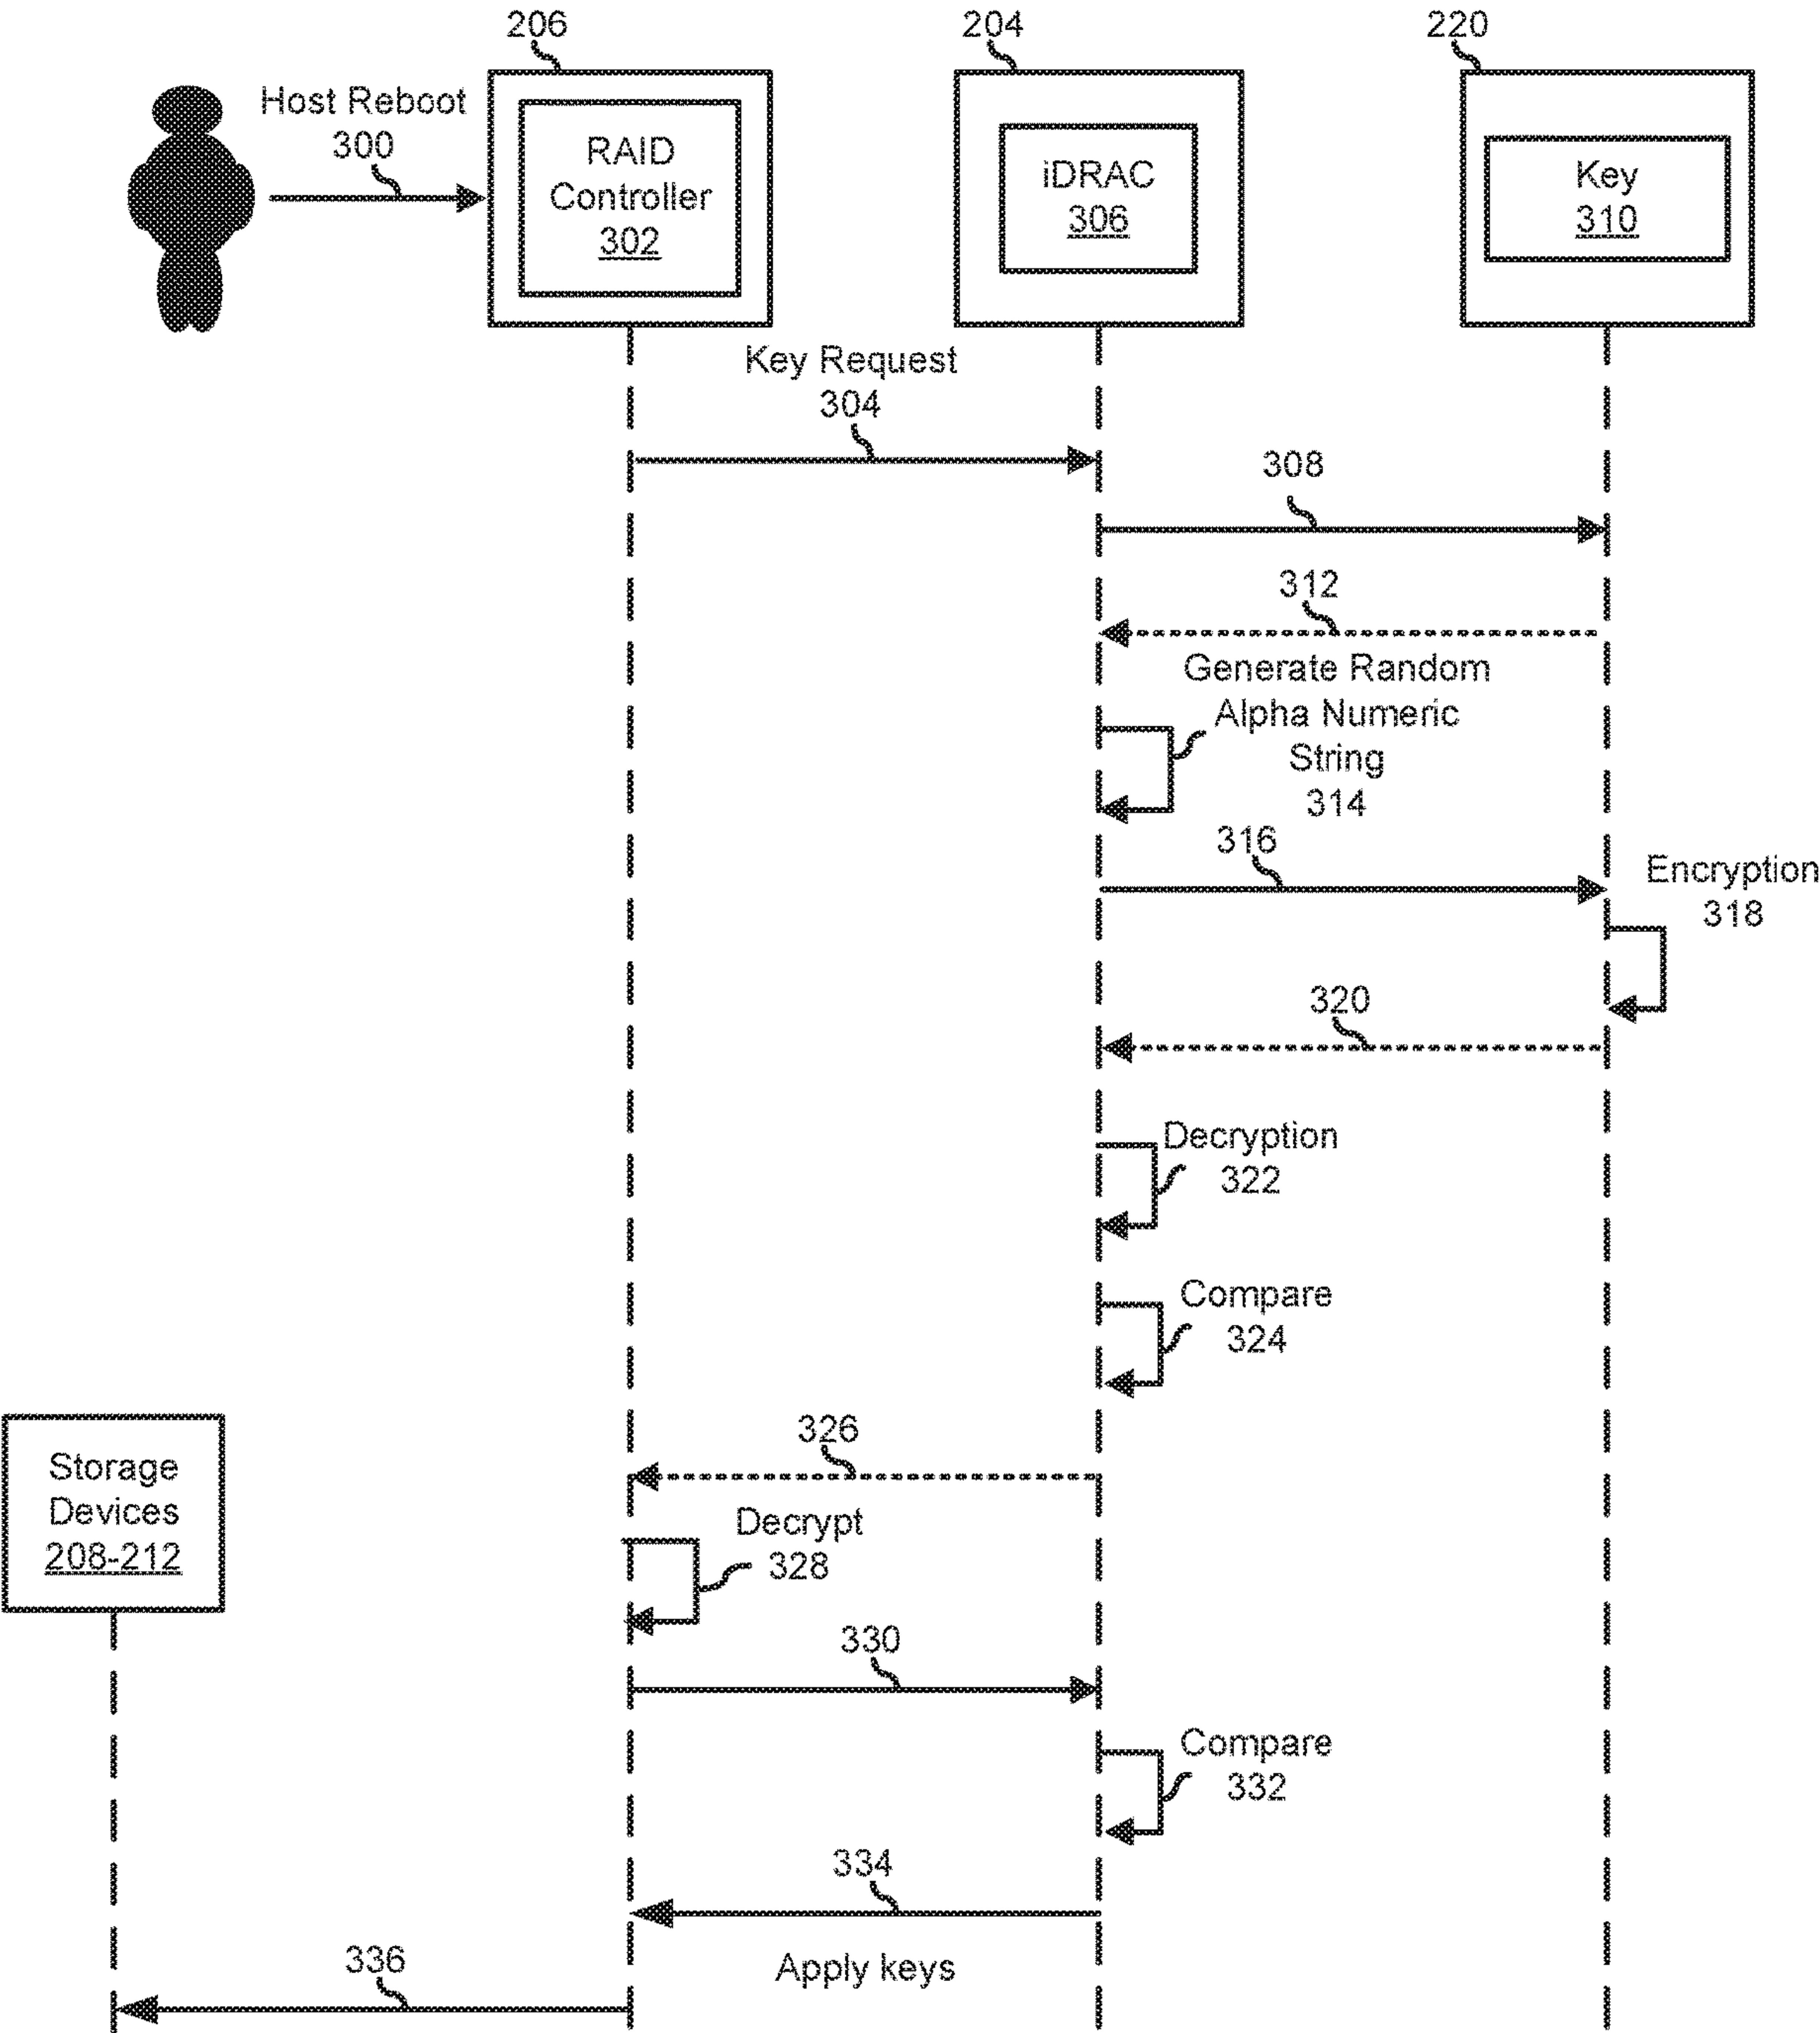 206
204
220
Host Reboot
300
RAID
Controller
302
iDRAC
306
Key
310
Key Request
304
308
312
Generate Random
Alpha Numeric
String
314
316
Encryption
318
320
Decryption
322
Compare
324
326
Storage
Devices
208-212
Decrypt
328
330
Compare
332
334
Apply keys
336